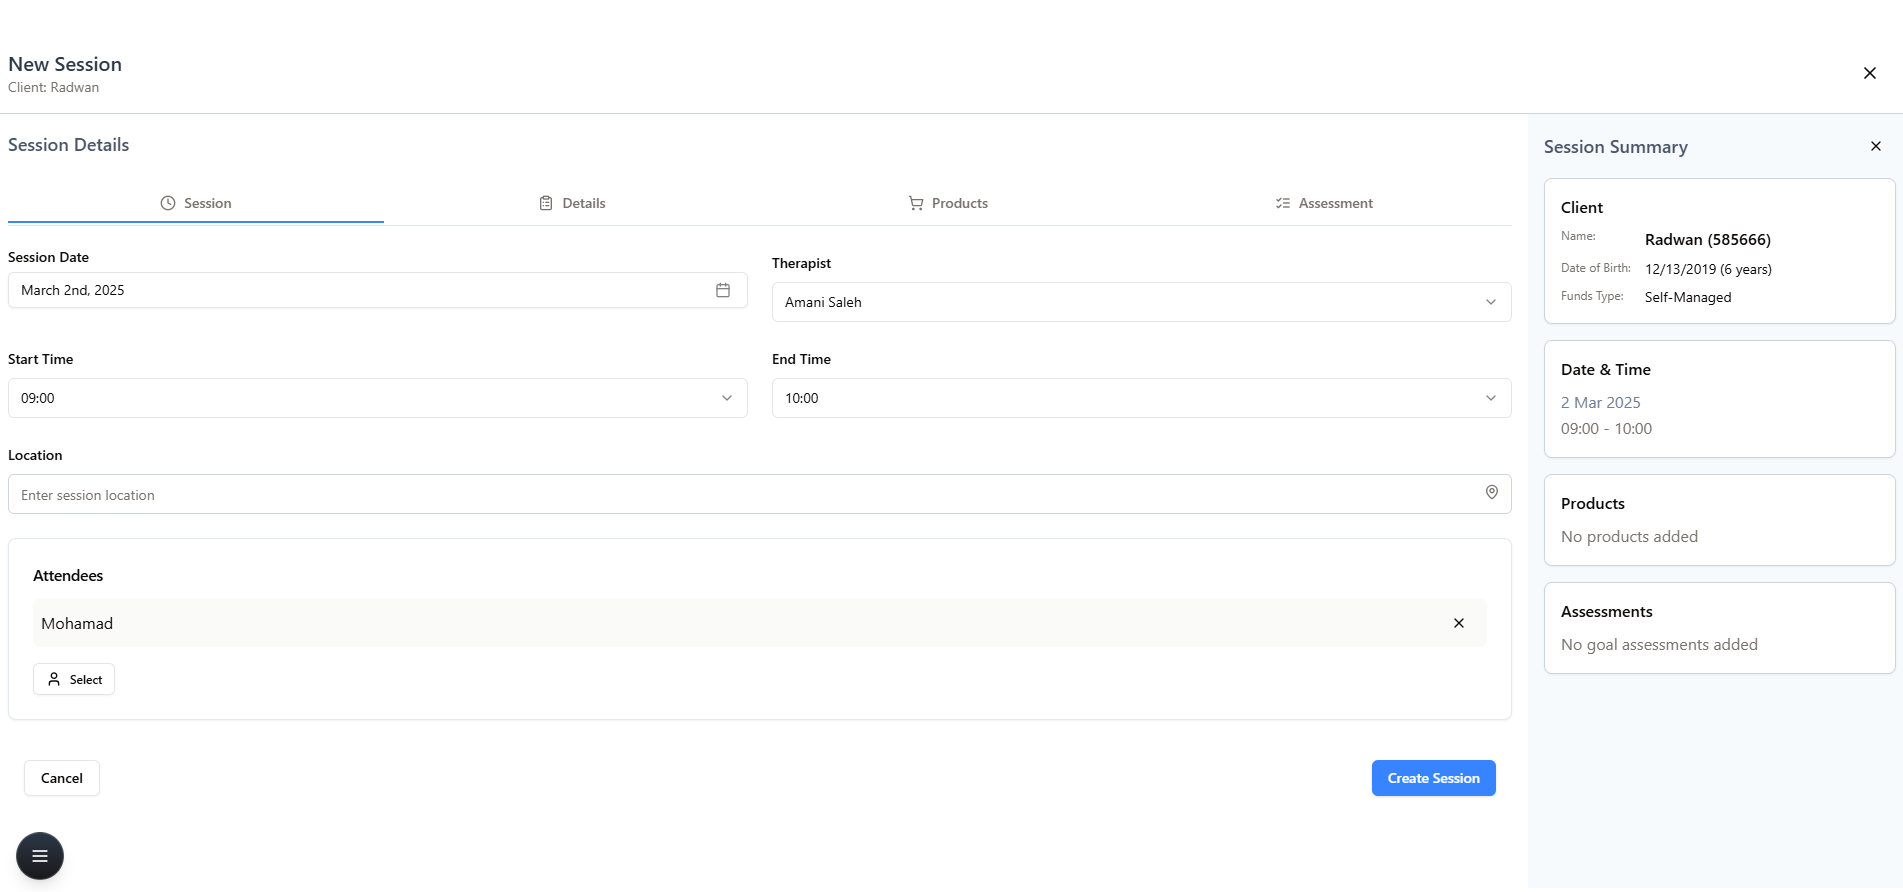 New Session
Client: Radwan
Session Details
Session
Details
Products
Assessment
Session Date
March 2nd, 2025
Therapist
Amani Saleh
Start Time
09:00
End Time
10:00
Location
Enter session location
Attendees
Mohamad
Select
Cancel
Create Session
Session Summary
Client
Name: Radwan (585666)
Date of Birth: 12/13/2019 (6 years)
Funds Type: Self-Managed
Date & Time
2 Mar 2025
09:00 - 10:00
Products
No products added
Assessments
No goal assessments added